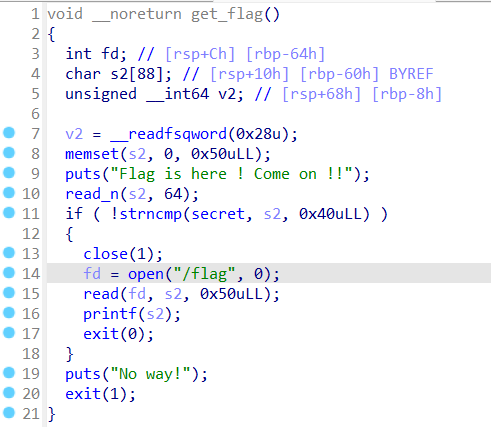 1 void __noreturn get_flag()
2 {
3 int fd; // [rsp+Ch] [rbp-64h]
4 char s2[88]; // [rsp+10h] [rbp-60h] BYREF
5 unsigned __int64 v2; // [rsp+68h] [rbp-8h]
6
7 v2 = __readfsqword(0x28u);
8 memset(s2, 0, 0x50uLL);
9 puts("Flag is here ! Come on !!");
10 read_n(s2, 64);
11 if ( !strncmp(secret, s2, 0x40uLL) )
12 {
13 close(1);
14 fd = open("/flag", 0);
15 read(fd, s2, 0x50uLL);
16 printf(s2);
17 exit(0);
18 }
19 puts("No way!");
20 exit(1);
21 }